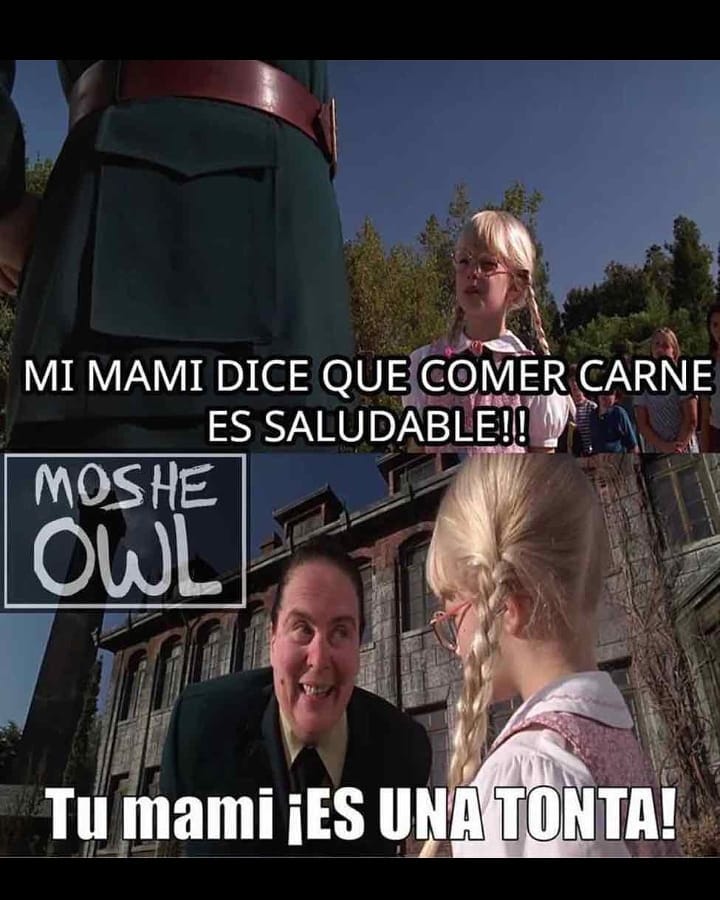 MI MAMI DICE QUE COMER CARNE
ES SALUDABLE!!
MOSHE
OWL
Tu mami ¡ES UNA TONTA!